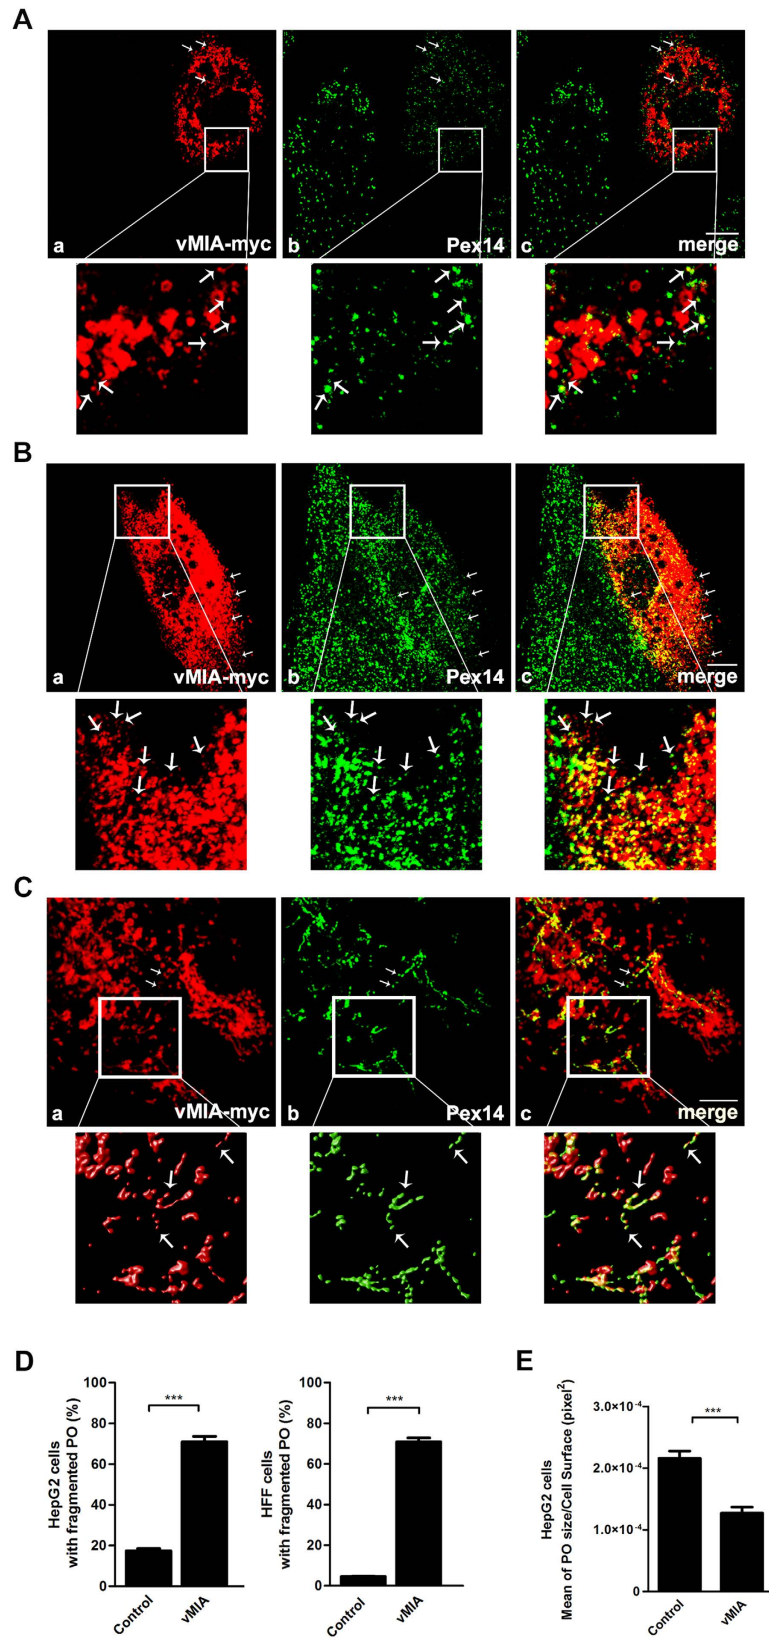 A
a
vMIA-myc
b
Pex14
c
merge
B
a
vMIA-myc
b
Pex14
c
merge
C
a
vMIA-myc
b
Pex14
c
merge
D
HepG2 cells
with fragmented PO (%)
100
80
60
40
20
0
***
Control
vMIA
HFF cells
with fragmented PO (%)
100
80
60
40
20
0
***
Control
vMIA
E
HepG2 cells
Mean of PO size/Cell Surface (pixel²)
3.0×10⁻⁴
2.0×10⁻⁴
1.0×10⁻⁴
0
***
Control
vMIA